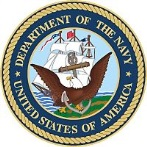 DEPARTMENT OF THE NAVY
UNITED STATES OF AMERICA